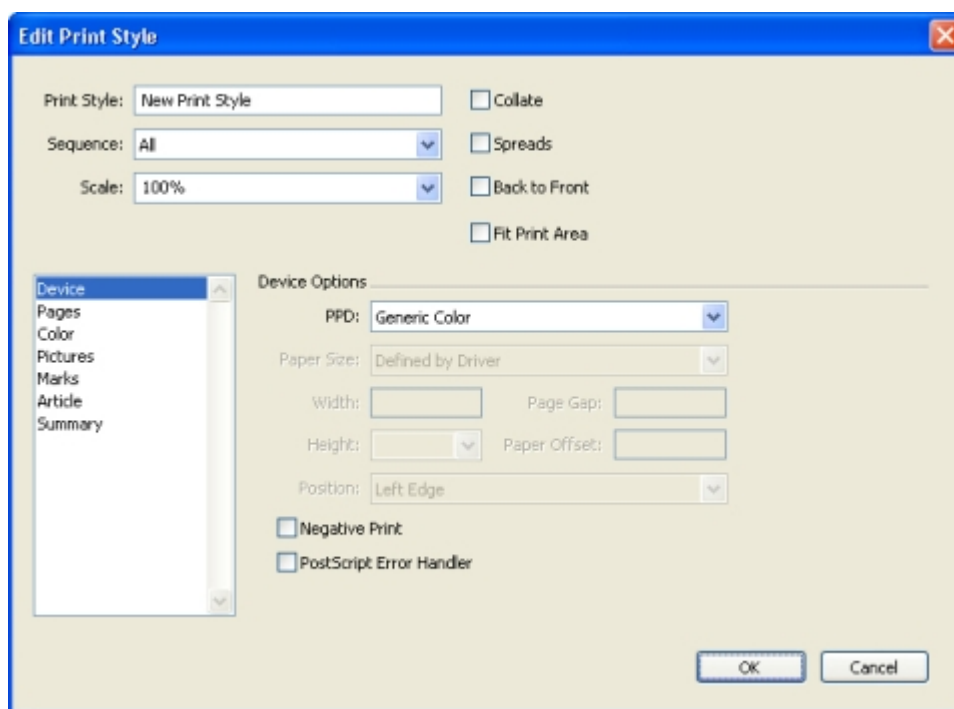 Edit Print Style
Print Style: New Print Style
Collate
Sequence: All
Spreads
Scale: 100%
Back to Front
Fit Print Area
Device
Pages
Color
Pictures
Marks
Article
Summary
Device Options
PPD: Generic Color
Paper Size: Defined by Driver
Width:
Page Gap:
Height:
Paper Offset:
Position: Left Edge
Negative Print
PostScript Error Handler
OK
Cancel